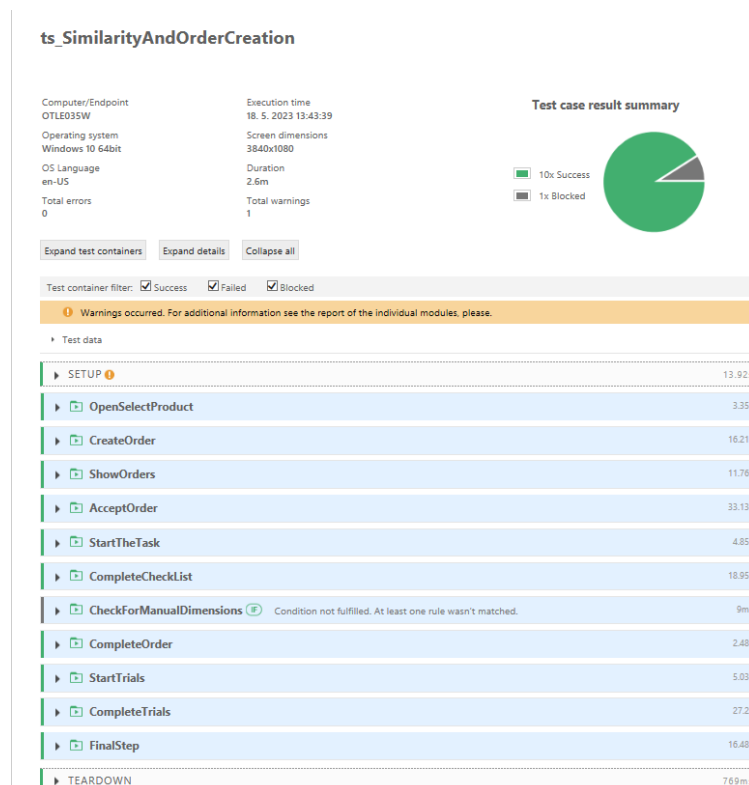 ts_SimilarityAndOrderCreation
Computer/Endpoint
OTLE035W
Execution time
18. 5. 2023 13:43:39
Operating system
Windows 10 64bit
Screen dimensions
3840x1080
OS Language
en-US
Duration
2.6m
Total errors
0
Total warnings
1
Test case result summary
10x Success
1x Blocked
Expand test containers Expand details Collapse all
Test container filter: Success Failed Blocked
Warnings occurred. For additional information see the report of the individual modules, please.
Test data
SETUP 13.92
OpenSelectProduct 3.35
CreateOrder 16.21
ShowOrders 11.76
AcceptOrder 33.13
StartTheTask 4.85
CompleteCheckList 18.95
CheckForManualDimensions IF Condition not fulfilled. At least one rule wasn't matched. 9m
CompleteOrder 2.48
StartTrials 5.03
CompleteTrials 27.2
FinalStep 16.48
TEARDOWN 769m